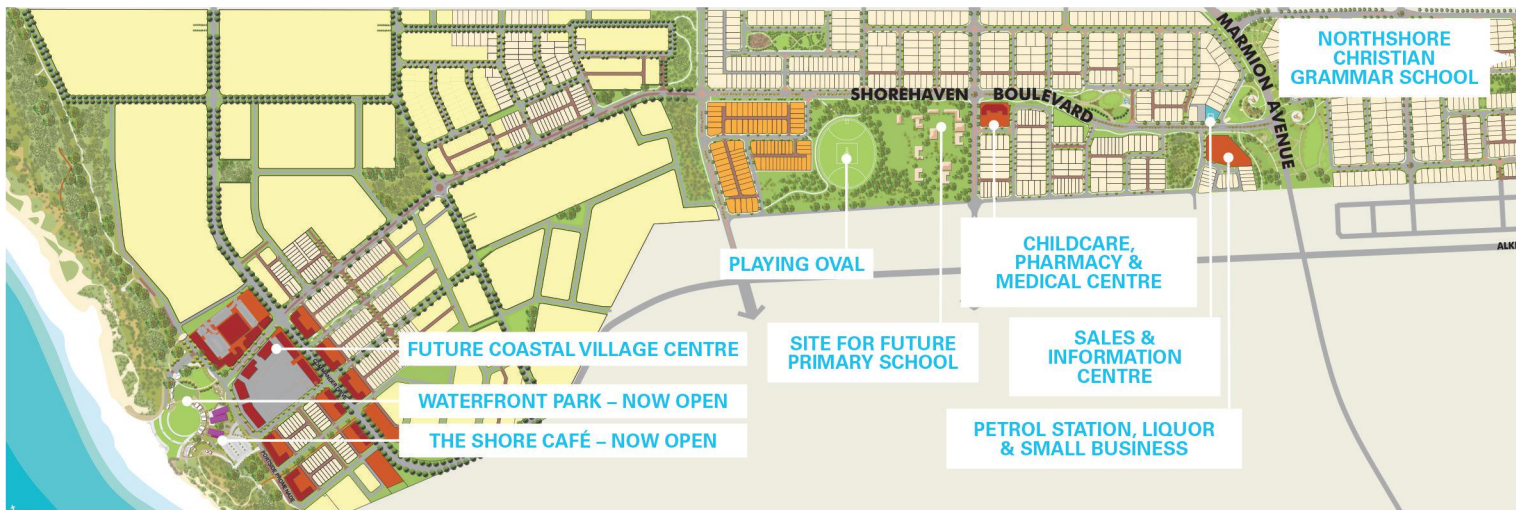 NORTHSHORE
CHRISTIAN
GRAMMAR SCHOOL
MARMION AVENUE
SHOREHAVEN BOULEVARD
PLAYING OVAL
CHILDCARE,
PHARMACY &
MEDICAL CENTRE
SITE FOR FUTURE
PRIMARY SCHOOL
SALES &
INFORMATION
CENTRE
PETROL STATION, LIQUOR
& SMALL BUSINESS
FUTURE COASTAL VILLAGE CENTRE
WATERFRONT PARK – NOW OPEN
THE SHORE CAFÉ – NOW OPEN